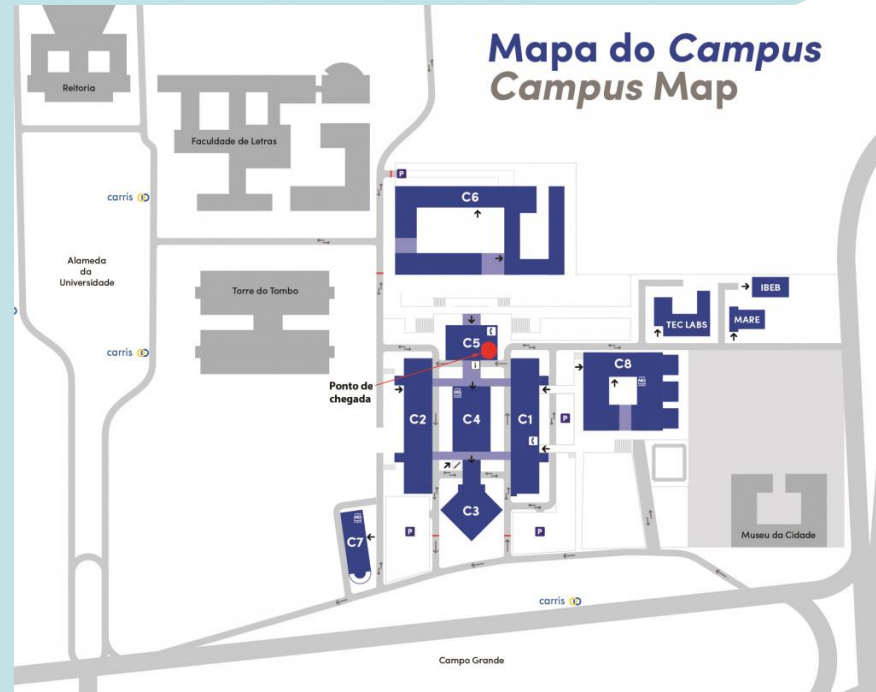 Mapa do Campus
Campus Map
Reitoria
Faculdade de Letras
P
carris
C6
Alameda
da
Universidade
Torre do Tombo
IBEB
TEC LABS
MARE
carris
C5
i
Ponto de
chegada
C8
C2
C4
C1
P
C3
C7
P
P
Museu da Cidade
carris
Campo Grande